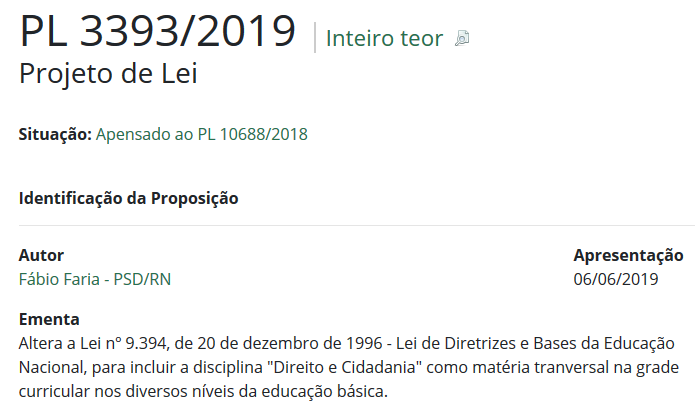 PL 3393/2019 Inteiro teor
Projeto de Lei
Situação: Apensado ao PL 10688/2018
Identificação da Proposição
Autor
Fábio Faria - PSD/RN
Apresentação
06/06/2019
Ementa
Altera a Lei nº 9.394, de 20 de dezembro de 1996 - Lei de Diretrizes e Bases da Educação
Nacional, para incluir a disciplina "Direito e Cidadania" como matéria tranversal na grade
curricular nos diversos níveis da educação básica.